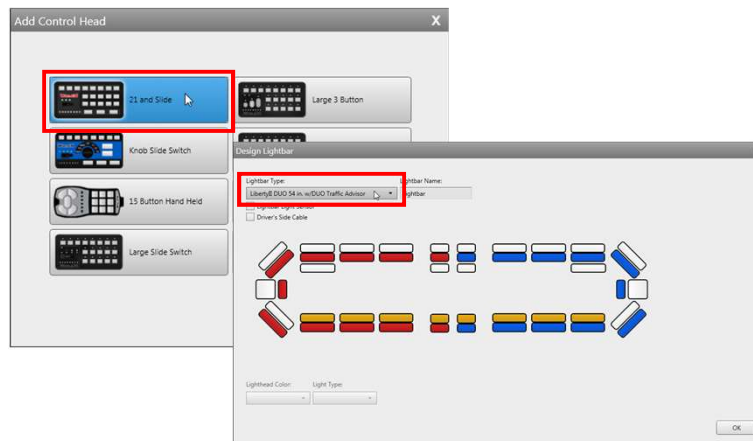 Add Control Head
X
21 and Slide
Large 3 Button
Knob Slide Switch
15 Button Hand Held
Large Slide Switch
Design Lightbar
Lightbar Type:
Lightbar Name:
LibertyII DUO 54 in. w/DUO Traffic Advisor
Lightbar
Driver's Side Cable
Lighthead Color:
Light Type:
OK